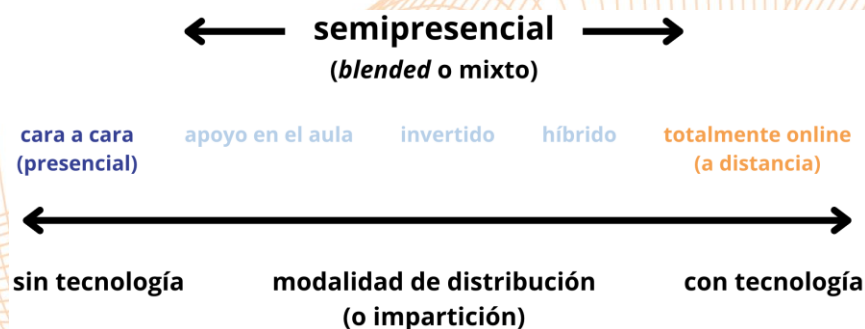 semipresencial
(blended o mixto)
cara a cara
(presencial)
apoyo en el aula
invertido
híbrido
totalmente online
(a distancia)
sin tecnología
modalidad de distribución
(o impartición)
con tecnología